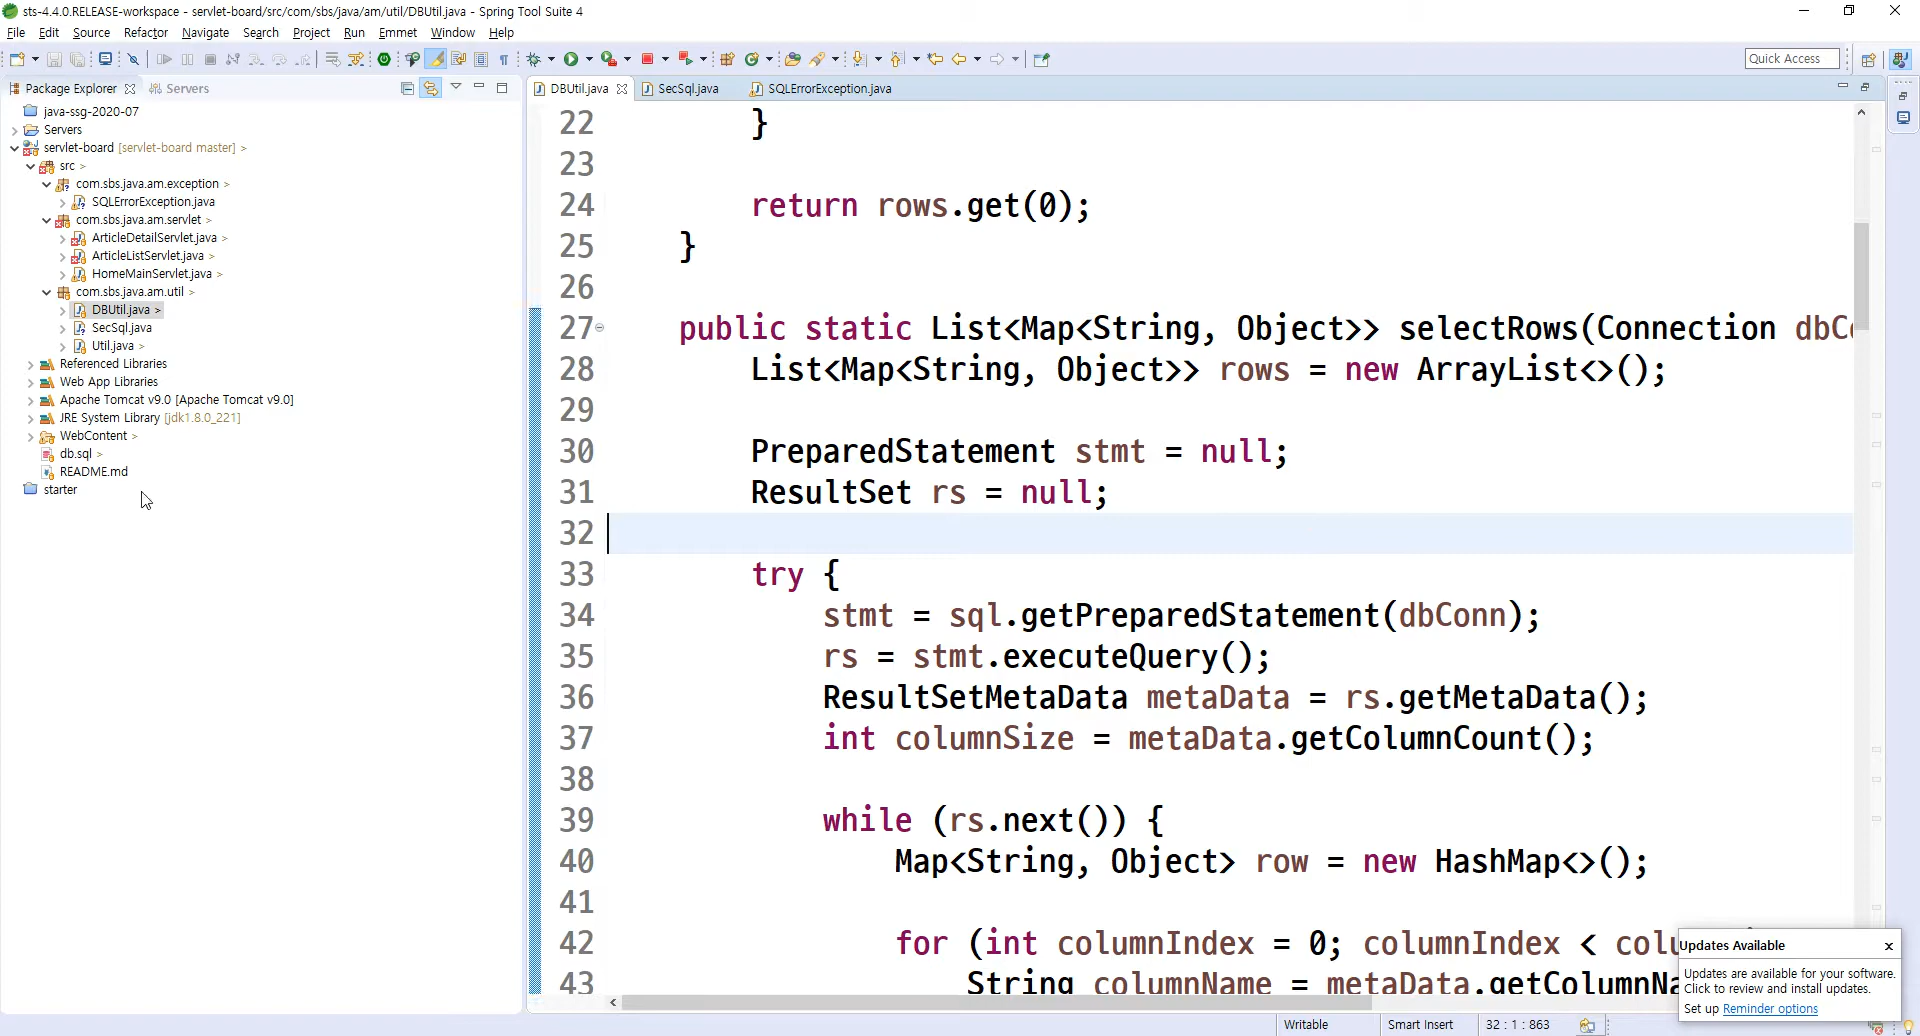 sts-4.4.0.RELEASE-workspace - servlet-board/src/com/sbs/java/am/util/DBUtil.java - Spring Tool Suite 4
File Edit Source Refactor Navigate Search Project Run Emmet Window Help
Quick Access
Package Explorer Servers
java-ssg-2020-07
Servers
servlet-board [servlet-board master] >
src >
com.sbs.java.am.exception >
SQLErrorException.java
com.sbs.java.am.servlet >
ArticleDetailServlet.java >
ArticleListServlet.java >
HomeMainServlet.java >
com.sbs.java.am.util >
DBUtil.java >
SecSql.java
Util.java >
Referenced Libraries
Web App Libraries
Apache Tomcat v9.0 [Apache Tomcat v9.0]
JRE System Library [jdk1.8.0_221]
WebContent >
db.sql >
README.md
starter
DBUtil.java SecSql.java SQLErrorException.java
22 }
23
24 return rows.get(0);
25 }
26
27 public static List<Map<String, Object>> selectRows(Connection dbCo
28 List<Map<String, Object>> rows = new ArrayList<>();
29
30 PreparedStatement stmt = null;
31 ResultSet rs = null;
32
33 try {
34 stmt = sql.getPreparedStatement(dbConn);
35 rs = stmt.executeQuery();
36 ResultSetMetaData metaData = rs.getMetaData();
37 int columnSize = metaData.getColumnCount();
38
39 while (rs.next()) {
40 Map<String, Object> row = new HashMap<>();
41
42 for (int columnIndex = 0; columnIndex < colu
43 String columnName = metaData.getColumnNa
Updates Available
Updates are available for your software.
Click to review and install updates.
Set up Reminder options
Writable Smart Insert 32 : 1 : 863